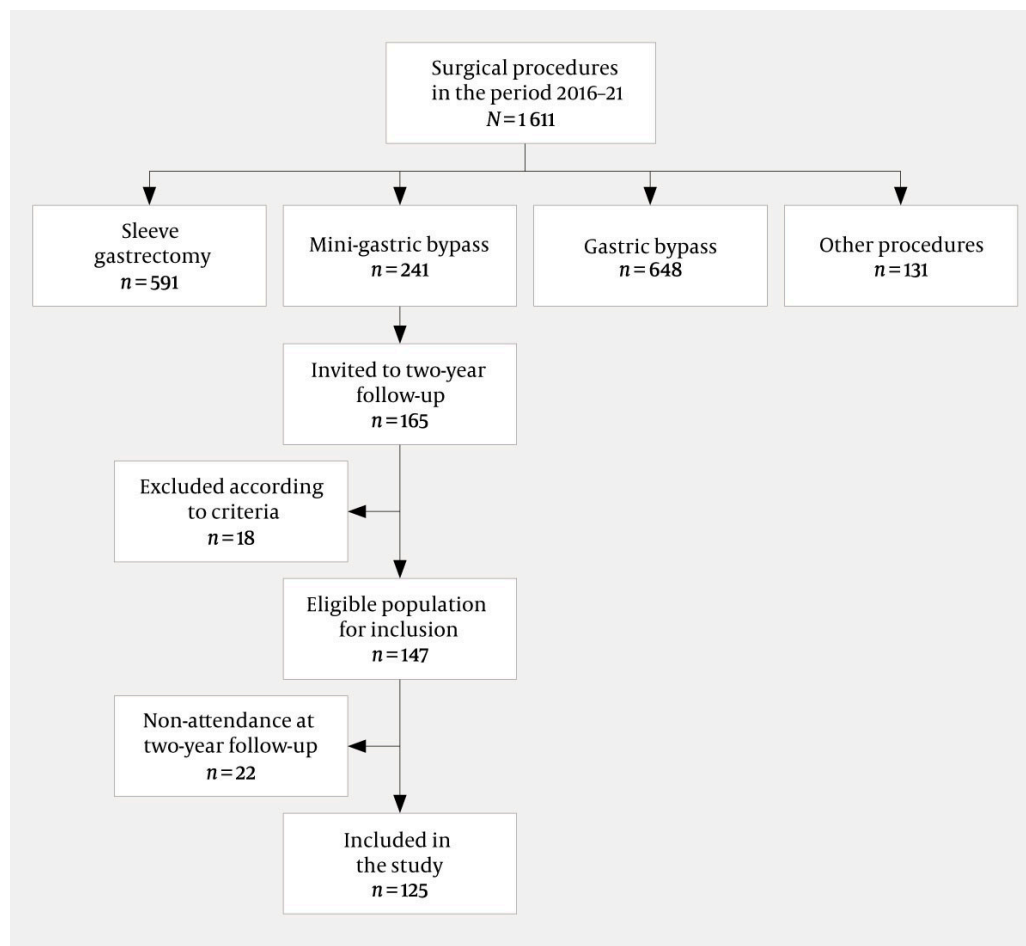 Surgical procedures
in the period 2016–21
N=1611
Sleeve
gastrectomy
n=591
Mini-gastric bypass
n=241
Gastric bypass
n=648
Other procedures
n=131
Invited to two-year
follow-up
n=165
Excluded according
to criteria
n=18
Eligible population
for inclusion
n=147
Non-attendance at
two-year follow-up
n=22
Included in
the study
n=125